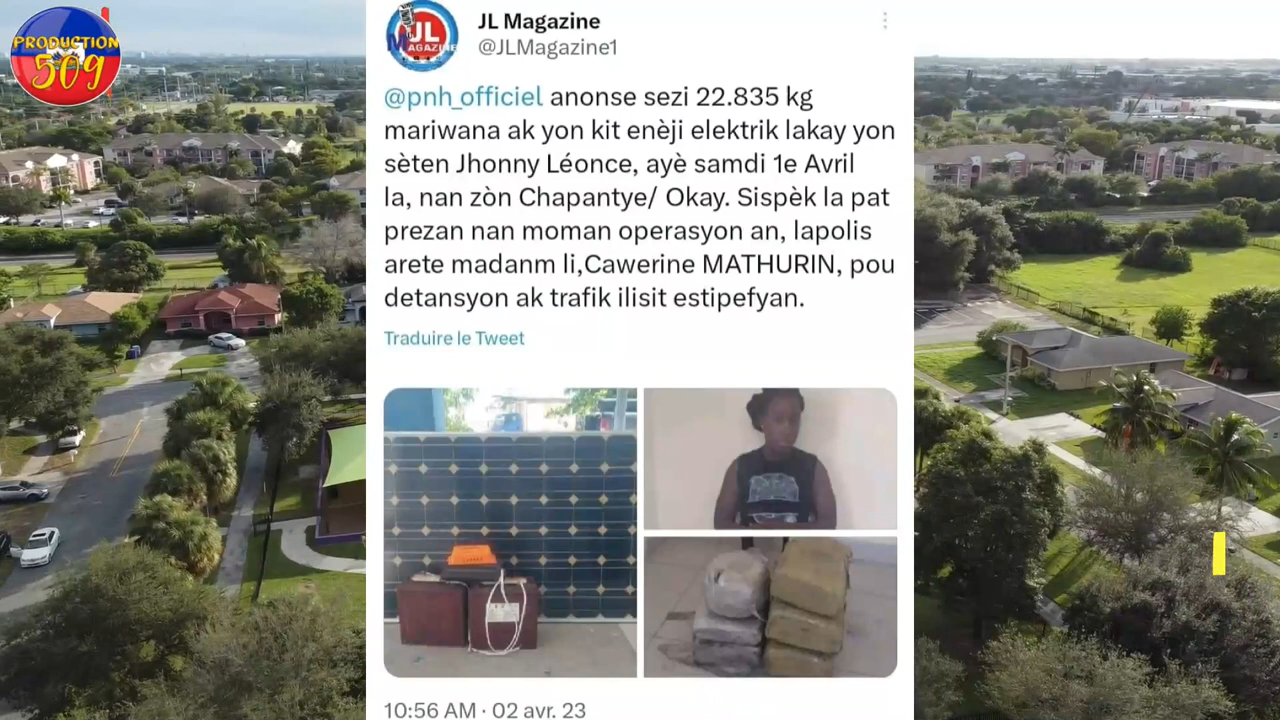 PRODUCTION
509
JL
MAGAZINE
JL Magazine
@JLMagazine1
@pnh_officiel anonse sezi 22.835 kg
mariwana ak yon kit enèji elektrik lakay yon
sèten Jhonny Léonce, ayè samdi 1e Avril
la, nan zòn Chapantye/ Okay. Sispèk la pat
prezan nan moman operasyon an, lapolis
arete madanm li,Cawerine MATHURIN, pou
detansyon ak trafik ilisit estipefyan.
Traduire le Tweet
10:56 AM · 02 avr. 23